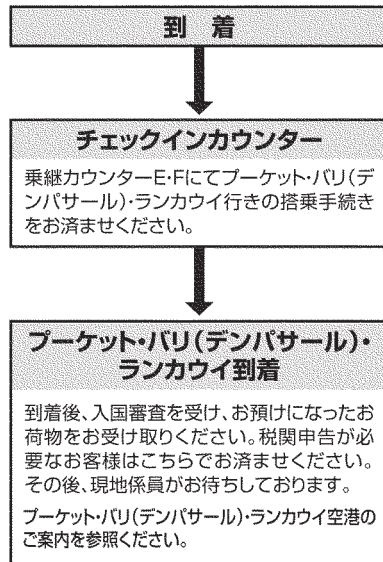 到　着
チェックインカウンター
乗継カウンターE・Fにてプーケット・バリ(デ
ンパサール)・ランカウイ行きの搭乗手続き
をお済ませください。
プーケット・バリ(デンパサール)・
ランカウイ到着
到着後、入国審査を受け、お預けになったお
荷物をお受け取りください。税関申告が必
要なお客様はこちらでお済ませください。
その後、現地係員がお待ちしております。
プーケット・バリ(デンパサール)・ランカウイ空港の
ご案内を参照ください。